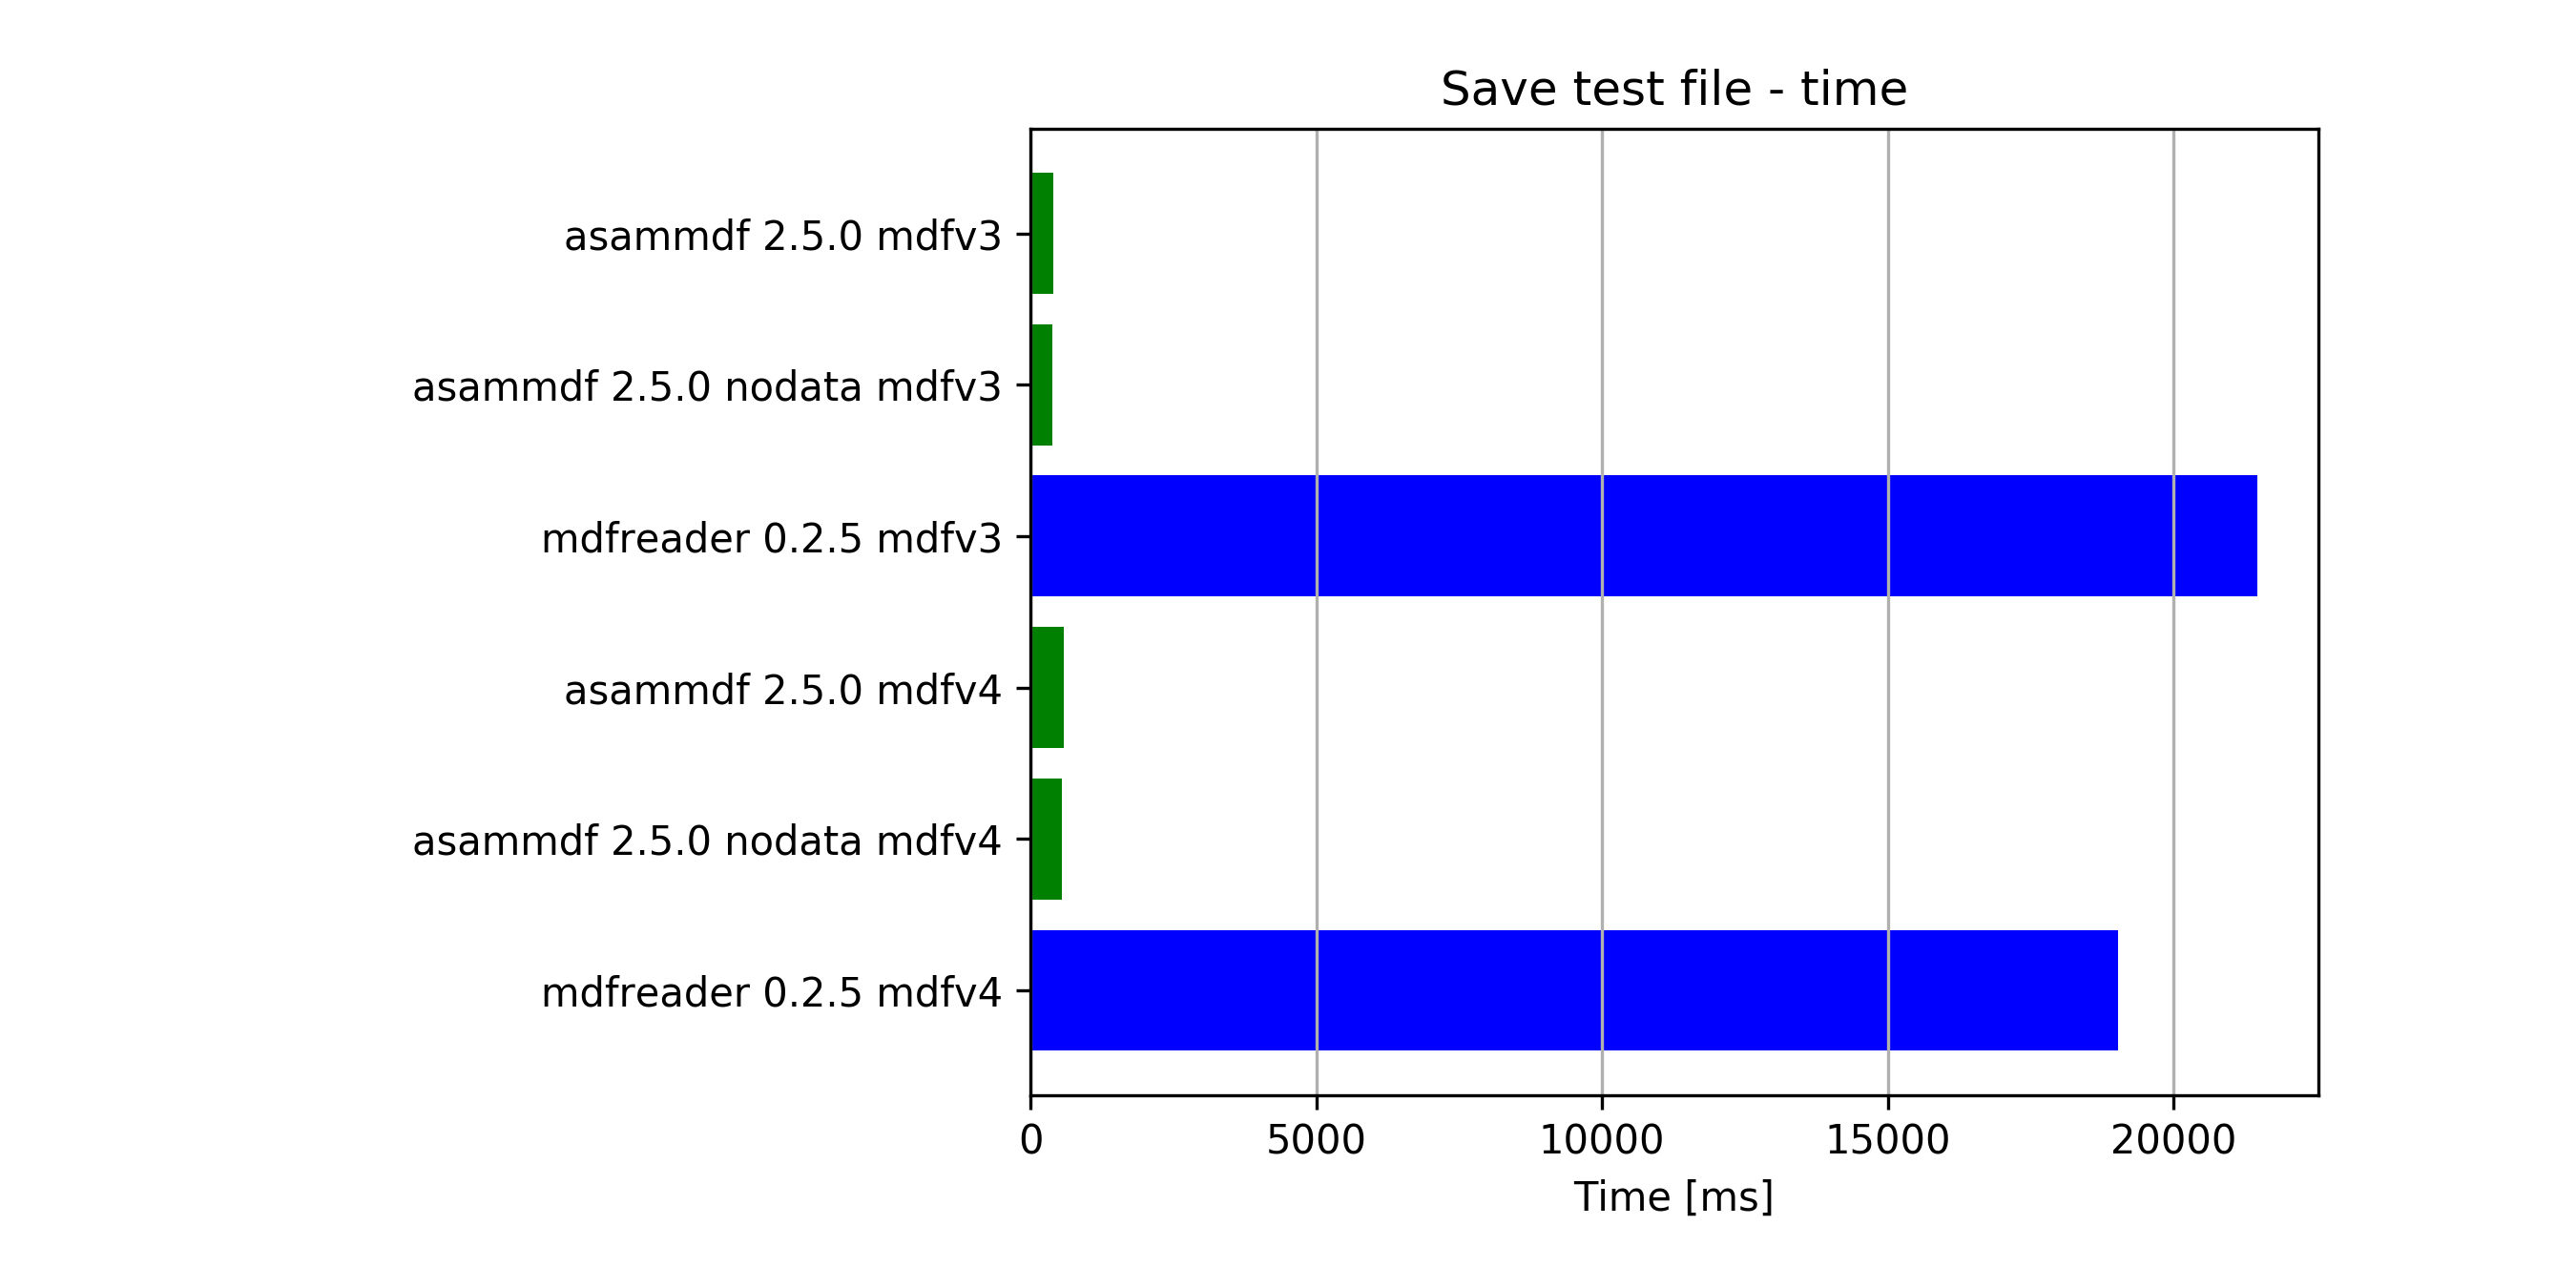 Save test file - time
asammdf 2.5.0 mdfv3
asammdf 2.5.0 nodata mdfv3
mdfreader 0.2.5 mdfv3
asammdf 2.5.0 mdfv4
asammdf 2.5.0 nodata mdfv4
mdfreader 0.2.5 mdfv4
0 5000 10000 15000 20000
Time [ms]